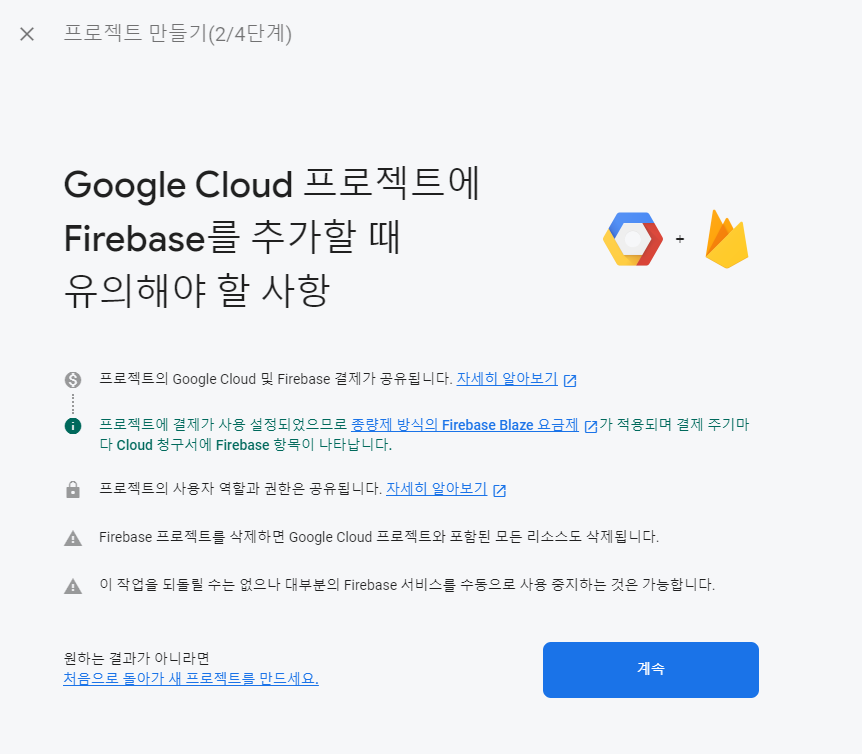 프로젝트 만들기(2/4단계)
Google Cloud 프로젝트에
Firebase를 추가할 때
유의해야 할 사항
+
프로젝트의 Google Cloud 및 Firebase 결제가 공유됩니다. 자세히 알아보기
프로젝트에 결제가 사용 설정되었으므로 종량제 방식의 Firebase Blaze 요금제 가 적용되며 결제 주기마
다 Cloud 청구서에 Firebase 항목이 나타납니다.
프로젝트의 사용자 역할과 권한은 공유됩니다. 자세히 알아보기
Firebase 프로젝트를 삭제하면 Google Cloud 프로젝트와 포함된 모든 리소스도 삭제됩니다.
이 작업을 되돌릴 수는 없으나 대부분의 Firebase 서비스를 수동으로 사용 중지하는 것은 가능합니다.
원하는 결과가 아니라면
처음으로 돌아가 새 프로젝트를 만드세요.
계속